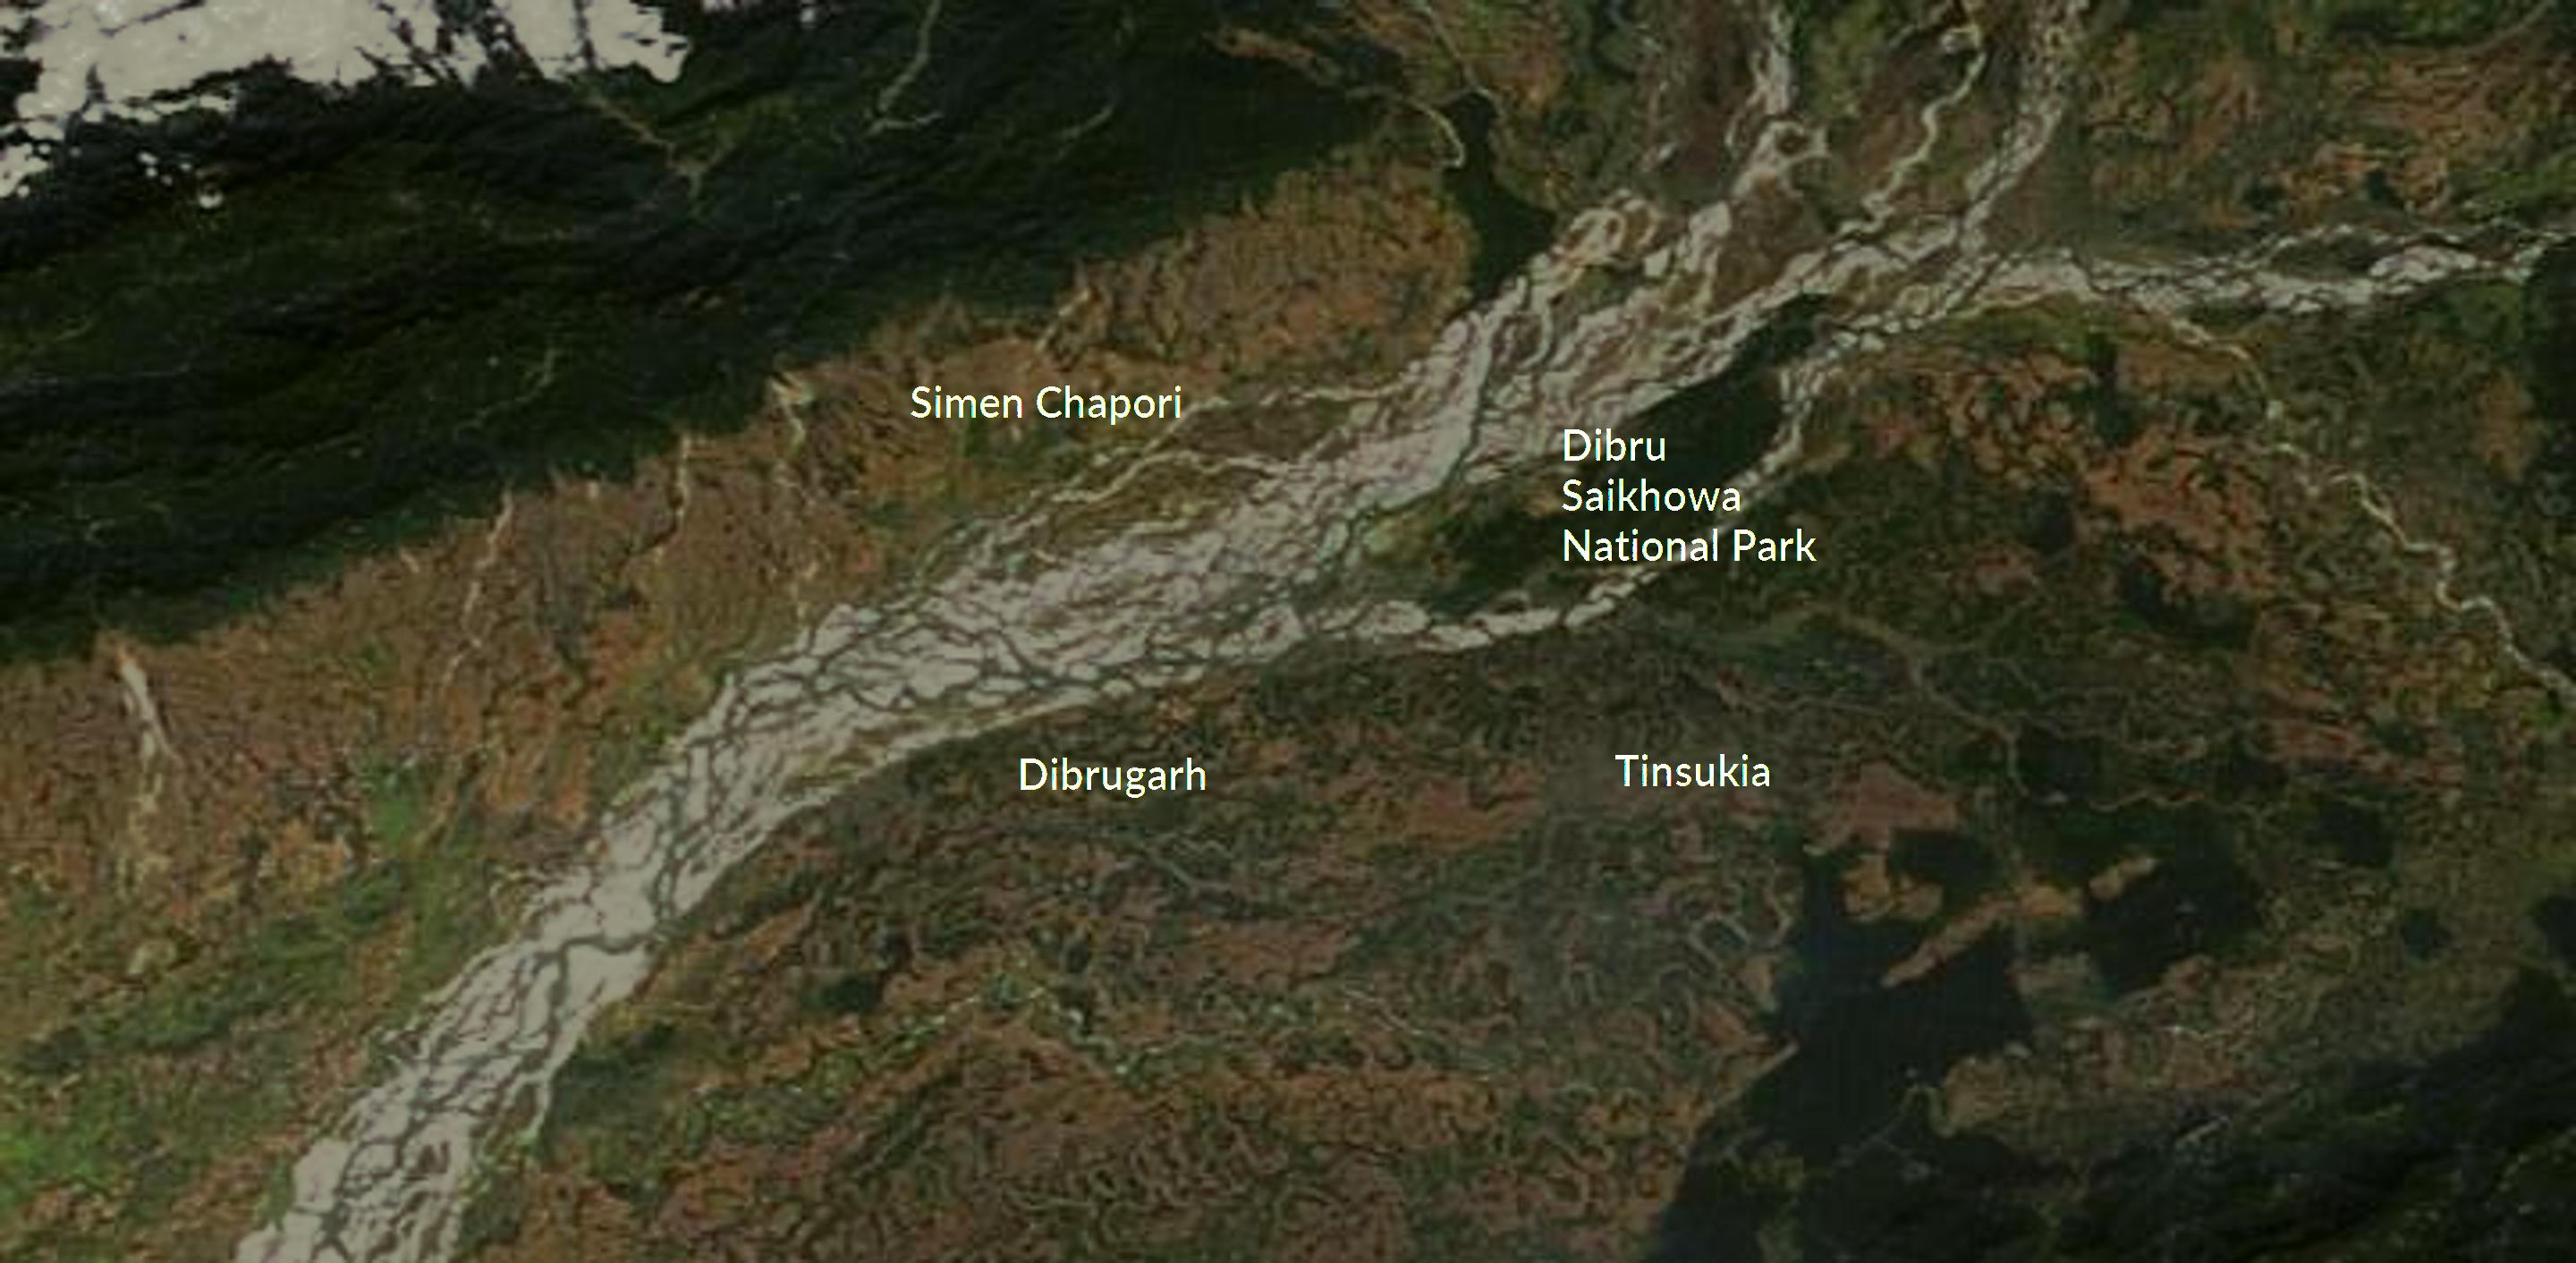 Simen Chapori
Dibru
Saikhowa
National Park
Dibrugarh
Tinsukia